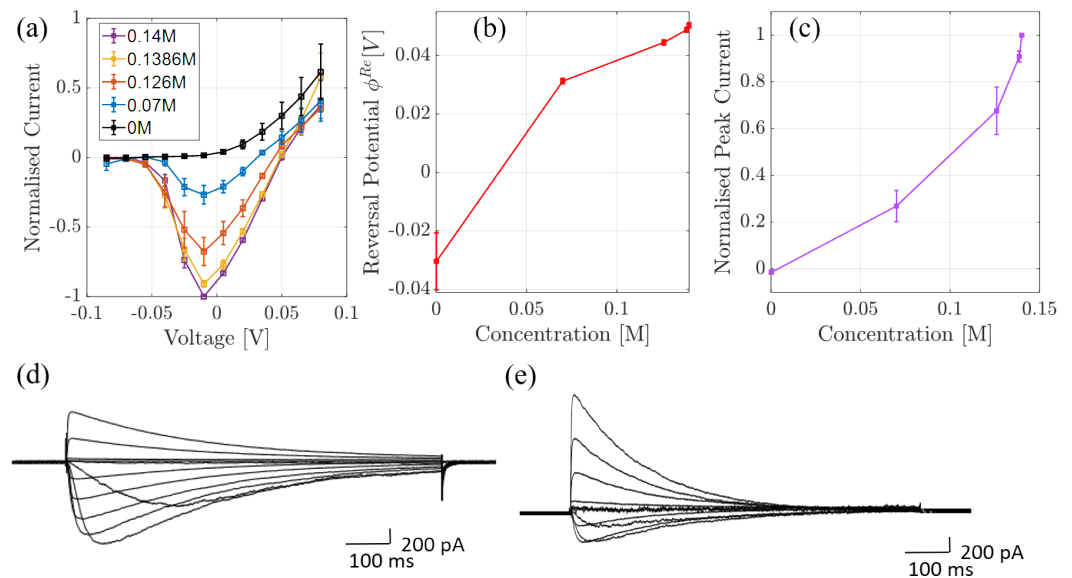 (a)
1
0.5
0
-0.5
-1
Normalised Current
0.14M
0.1386M
0.126M
0.07M
0M
-0.1
-0.05
0
0.05
0.1
Voltage [V]
(b)
0.04
0.02
0
-0.02
-0.04
Reversal Potential ϕ^{Re}[V]
0
0.05
0.1
Concentration [M]
(c)
1
0.8
0.6
0.4
0.2
0
Normalised Peak Current
0
0.05
0.1
0.15
Concentration [M]
(d)
200 pA
100 ms
(e)
200 pA
100 ms